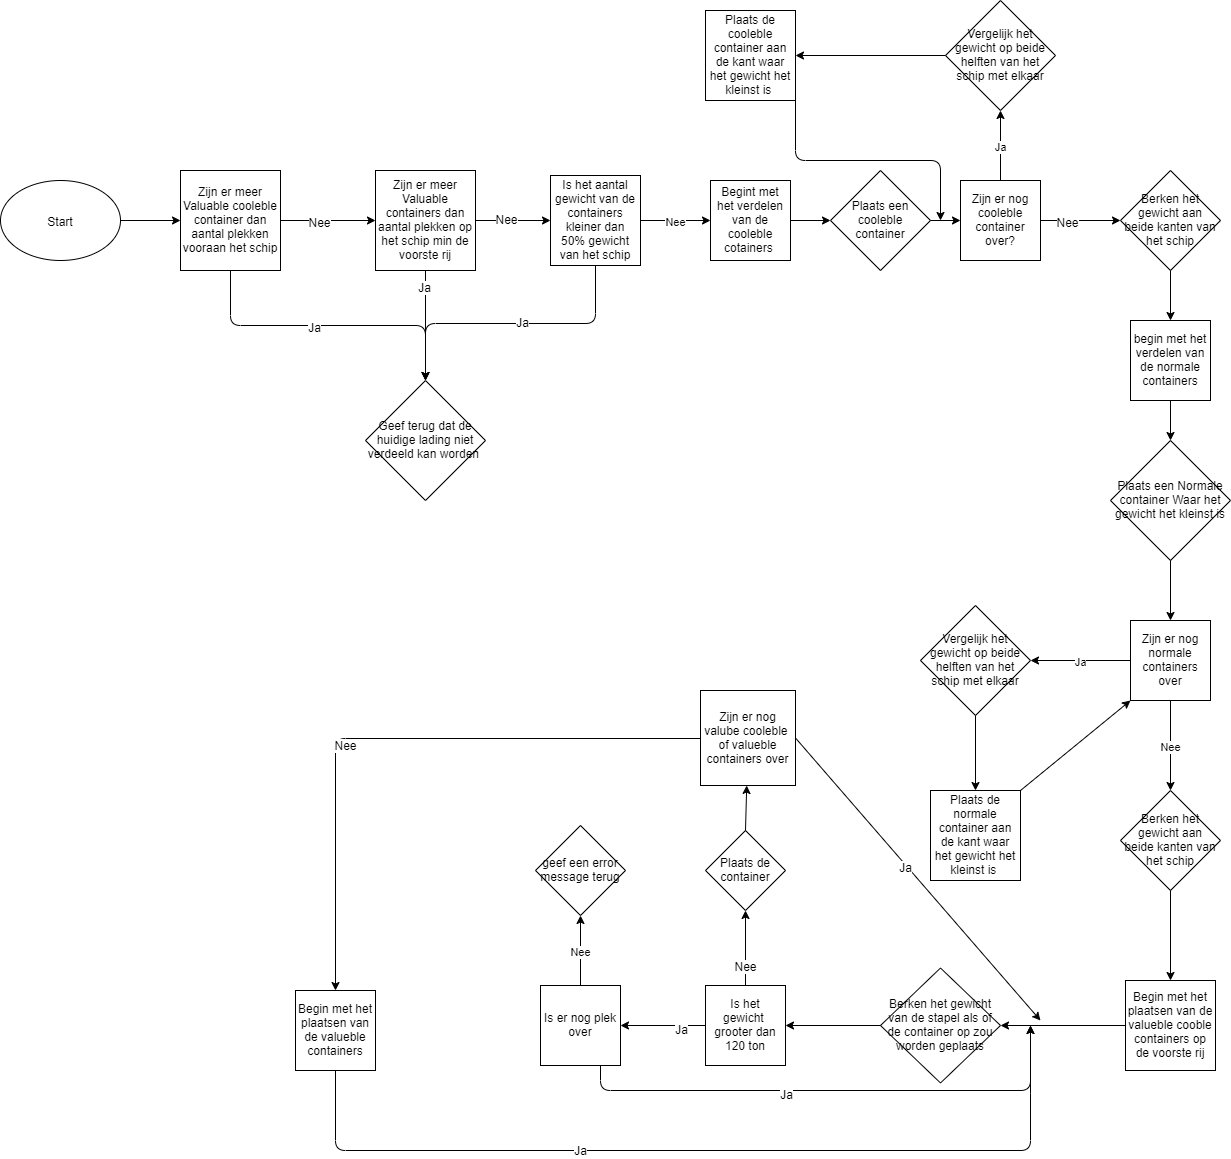 Plaats de
cooleble
container aan
de kant waar
het gewicht het
kleinst is
Vergelijk het
gewicht op beide
helften van het
schip met elkaar
Ja
Start
Zijn er meer
Valuable cooleble
container dan
aantal plekken
vooraan het schip
Nee
Zijn er meer
Valuable
containers dan
aantal plekken op
het schip min de
voorste rij
Nee
Is het aantal
gewicht van de
containers
kleiner dan
50% gewicht
van het schip
Nee
Begint met
het verdelen
van de
cooleble
cotainers
Plaats een
cooleble
container
Zijn er nog
cooleble
container
over?
Nee
Berken het
gewicht aan
beide kanten van
het schip
Ja
Ja
Ja
Geef terug dat de
huidige lading niet
verdeeld kan worden
begin met het
verdelen van
de normale
containers
Plaats een Normale
container Waar het
gewicht het kleinst is
Zijn er nog
normale
containers
over
Ja
Vergelijk het
gewicht op beide
helften van het
schip met elkaar
Plaats de
normale
container aan
de kant waar
het gewicht het
kleinst is
Nee
Berken het
gewicht aan
beide kanten van
het schip
Begin met het
plaatsen van de
valueble cooble
containers op
de voorste rij
Berken het gewicht
van de stapel als of
de container op zou
worden geplaats
Is het
gewicht
grooter dan
120 ton
Nee
Plaats de
container
Zijn er nog
valube cooleble
of valueble
containers over
Ja
Nee
Ja
Is er nog plek
over
Nee
geef een error
message terug
Ja
Begin met het
plaatsen van
de valueble
containers
Ja